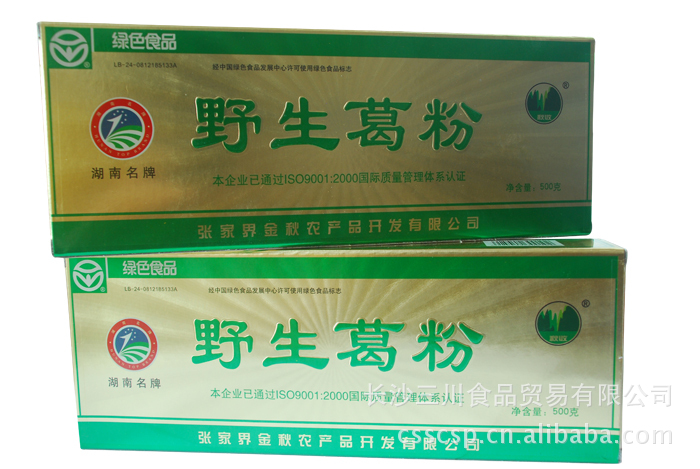 绿色食品
LB-24-0612185133A
经中国绿色食品发展中心许可使用绿色食品标志
野生葛粉
湖南名牌
本企业已通过ISO9001:2000国际质量管理体系认证
净含量：500克
张家界金秋农产品开发有限公司
绿色食品
LB-24-0612185133A
经中国绿色食品发展中心许可使用绿色食品标志
野生葛粉
湖南名牌
本企业已通过ISO9001:2000国际质量管理体系认证
净含量：500克
张家界金秋农产品开发有限公司
长沙三川食品贸易有限公司
csscsp.cn.alibaba.com